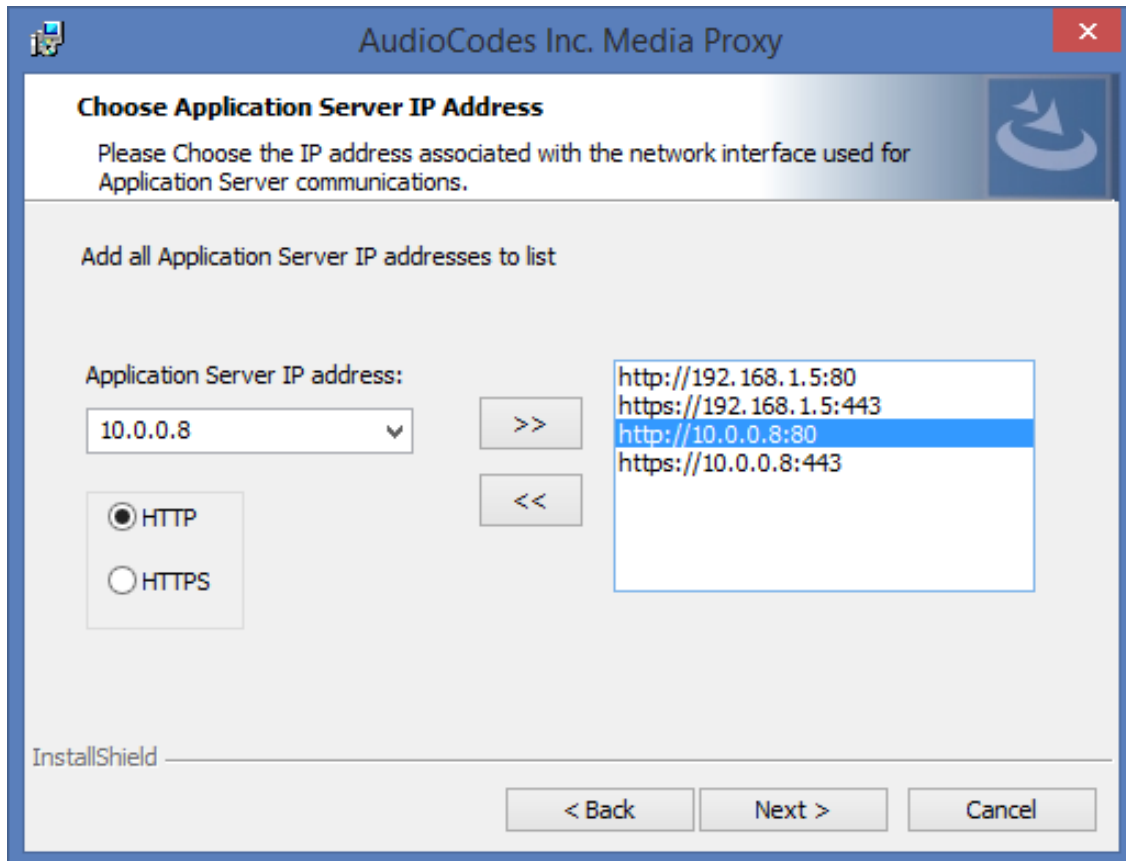 AudioCodes Inc. Media Proxy
Choose Application Server IP Address
Please Choose the IP address associated with the network interface used for
Application Server communications.
Add all Application Server IP addresses to list
Application Server IP address:
10.0.0.8
>>
<<
http://192.168.1.5:80
https://192.168.1.5:443
http://10.0.0.8:80
https://10.0.0.8:443
HTTP
HTTPS
InstallShield
< Back
Next >
Cancel